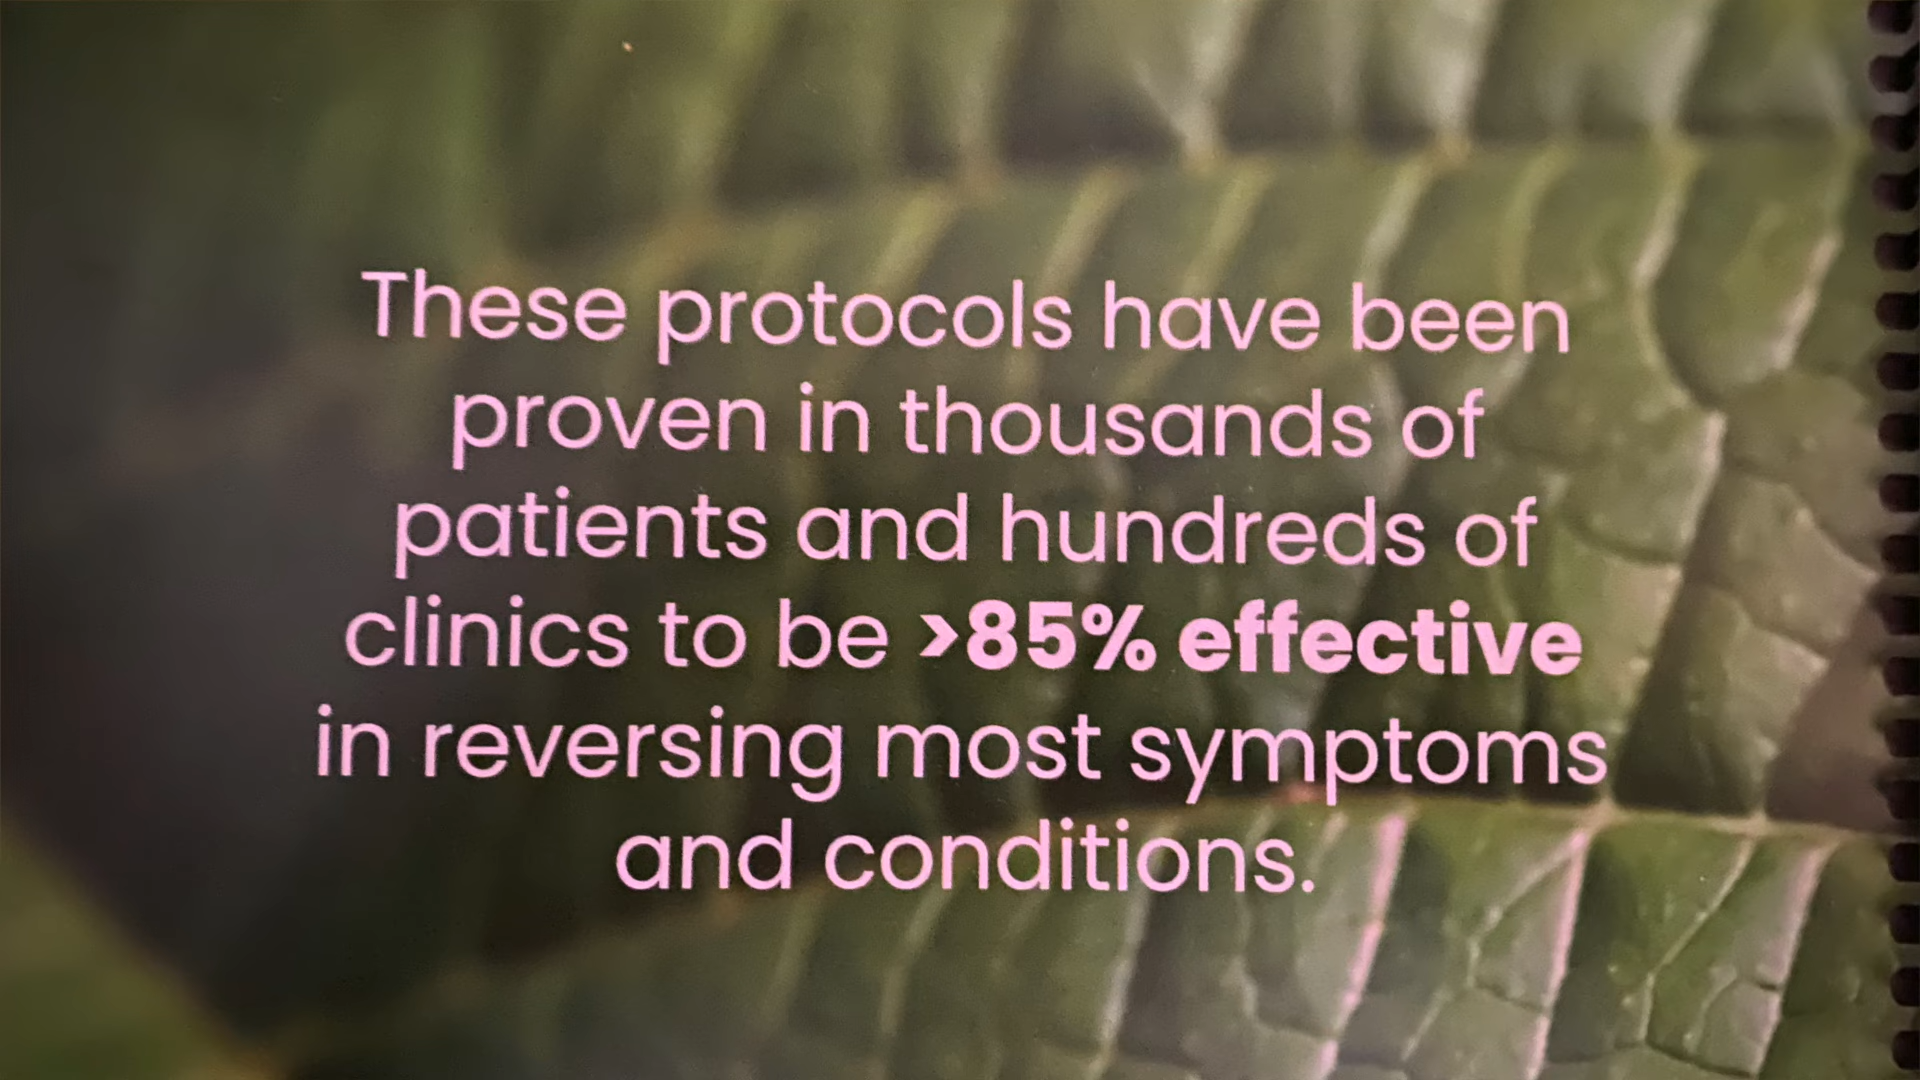 These protocols have been
proven in thousands of
patients and hundreds of
clinics to be >85% effective
in reversing most symptoms
and conditions.